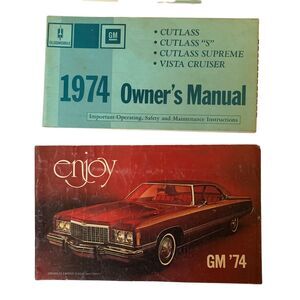 OLDSMOBILE
GM
• CUTLASS
• CUTLASS "S"
• CUTLASS SUPREME
• VISTA CRUISER
1974 Owner's Manual
Important Operating, Safety and Maintenance Instructions
enjoy
GM '74